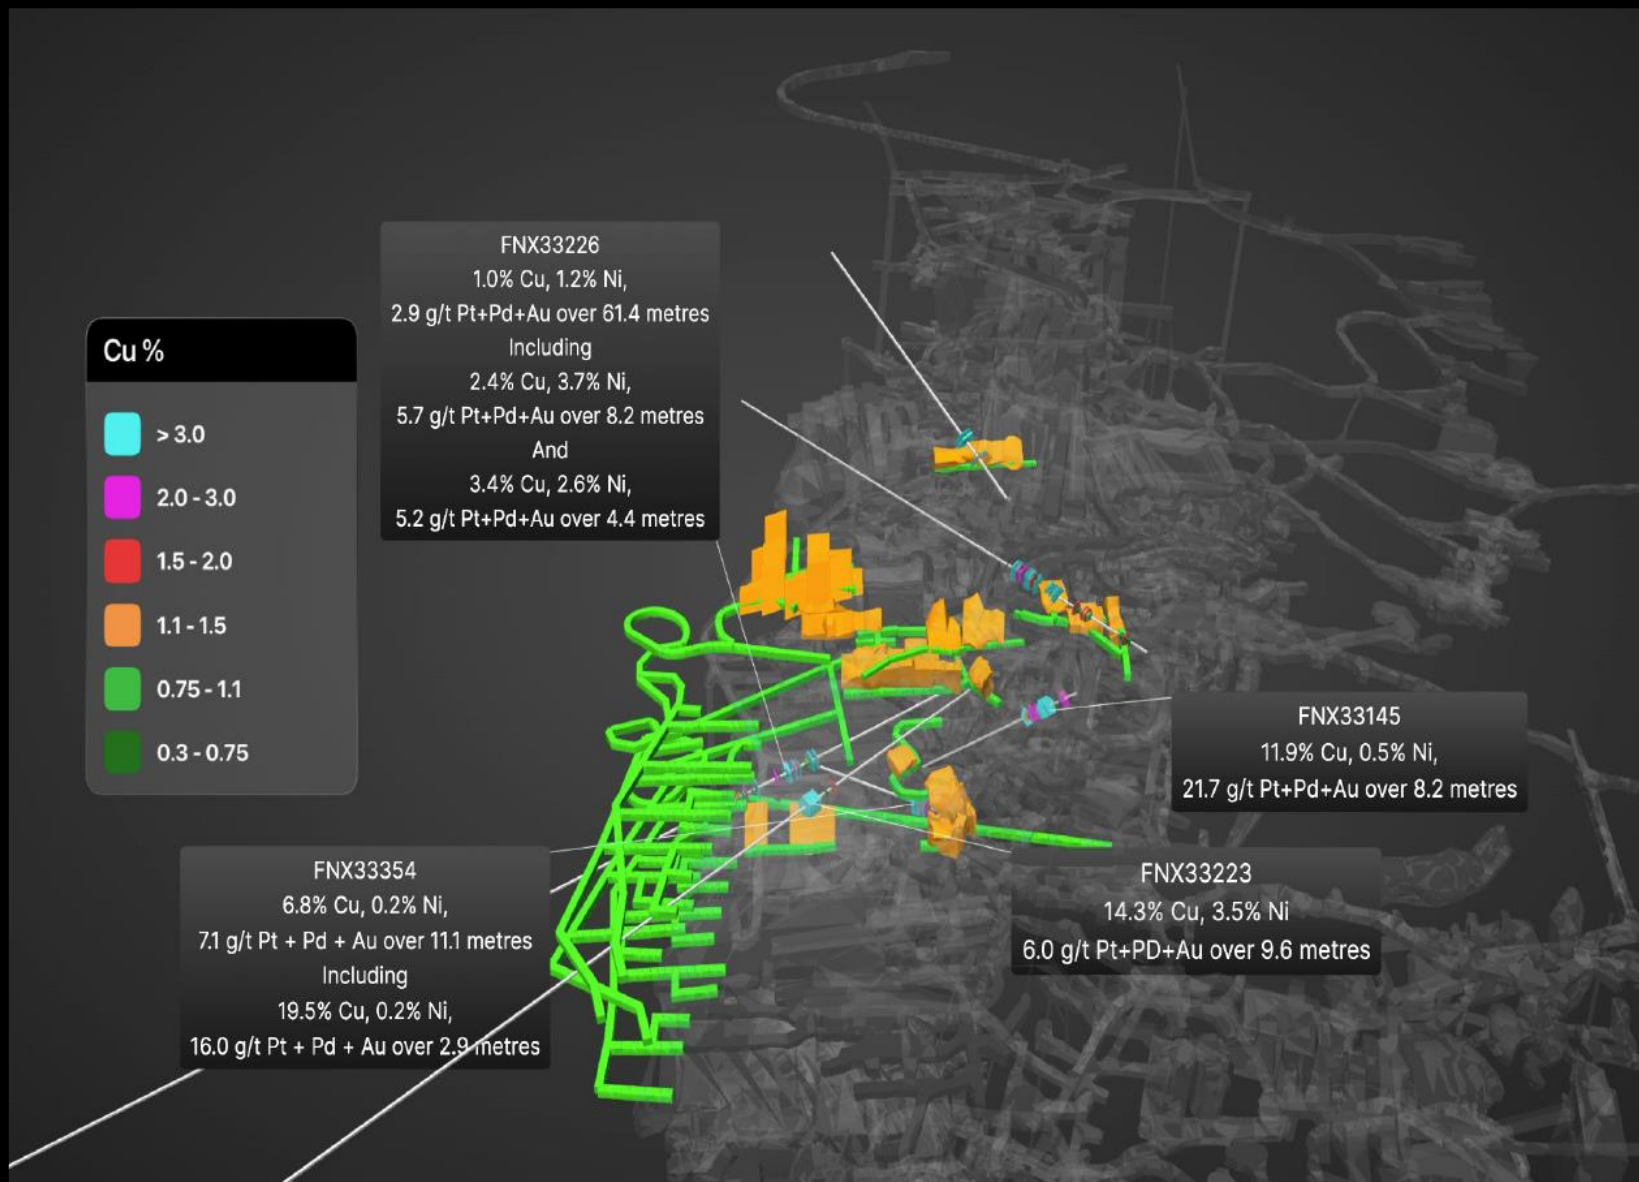 FNX33226
1.0% Cu, 1.2% Ni,
2.9 g/t Pt+Pd+Au over 61.4 metres
Including
2.4% Cu, 3.7% Ni,
5.7 g/t Pt+Pd+Au over 8.2 metres
And
3.4% Cu, 2.6% Ni,
5.2 g/t Pt+Pd+Au over 4.4 metres
Cu %
> 3.0
2.0 - 3.0
1.5 - 2.0
1.1 - 1.5
0.75 - 1.1
0.3 - 0.75
FNX33145
11.9% Cu, 0.5% Ni,
21.7 g/t Pt+Pd+Au over 8.2 metres
FNX33354
6.8% Cu, 0.2% Ni,
7.1 g/t Pt + Pd + Au over 11.1 metres
Including
19.5% Cu, 0.2% Ni,
16.0 g/t Pt + Pd + Au over 2.9 metres
FNX33223
14.3% Cu, 3.5% Ni
6.0 g/t Pt+PD+Au over 9.6 metres